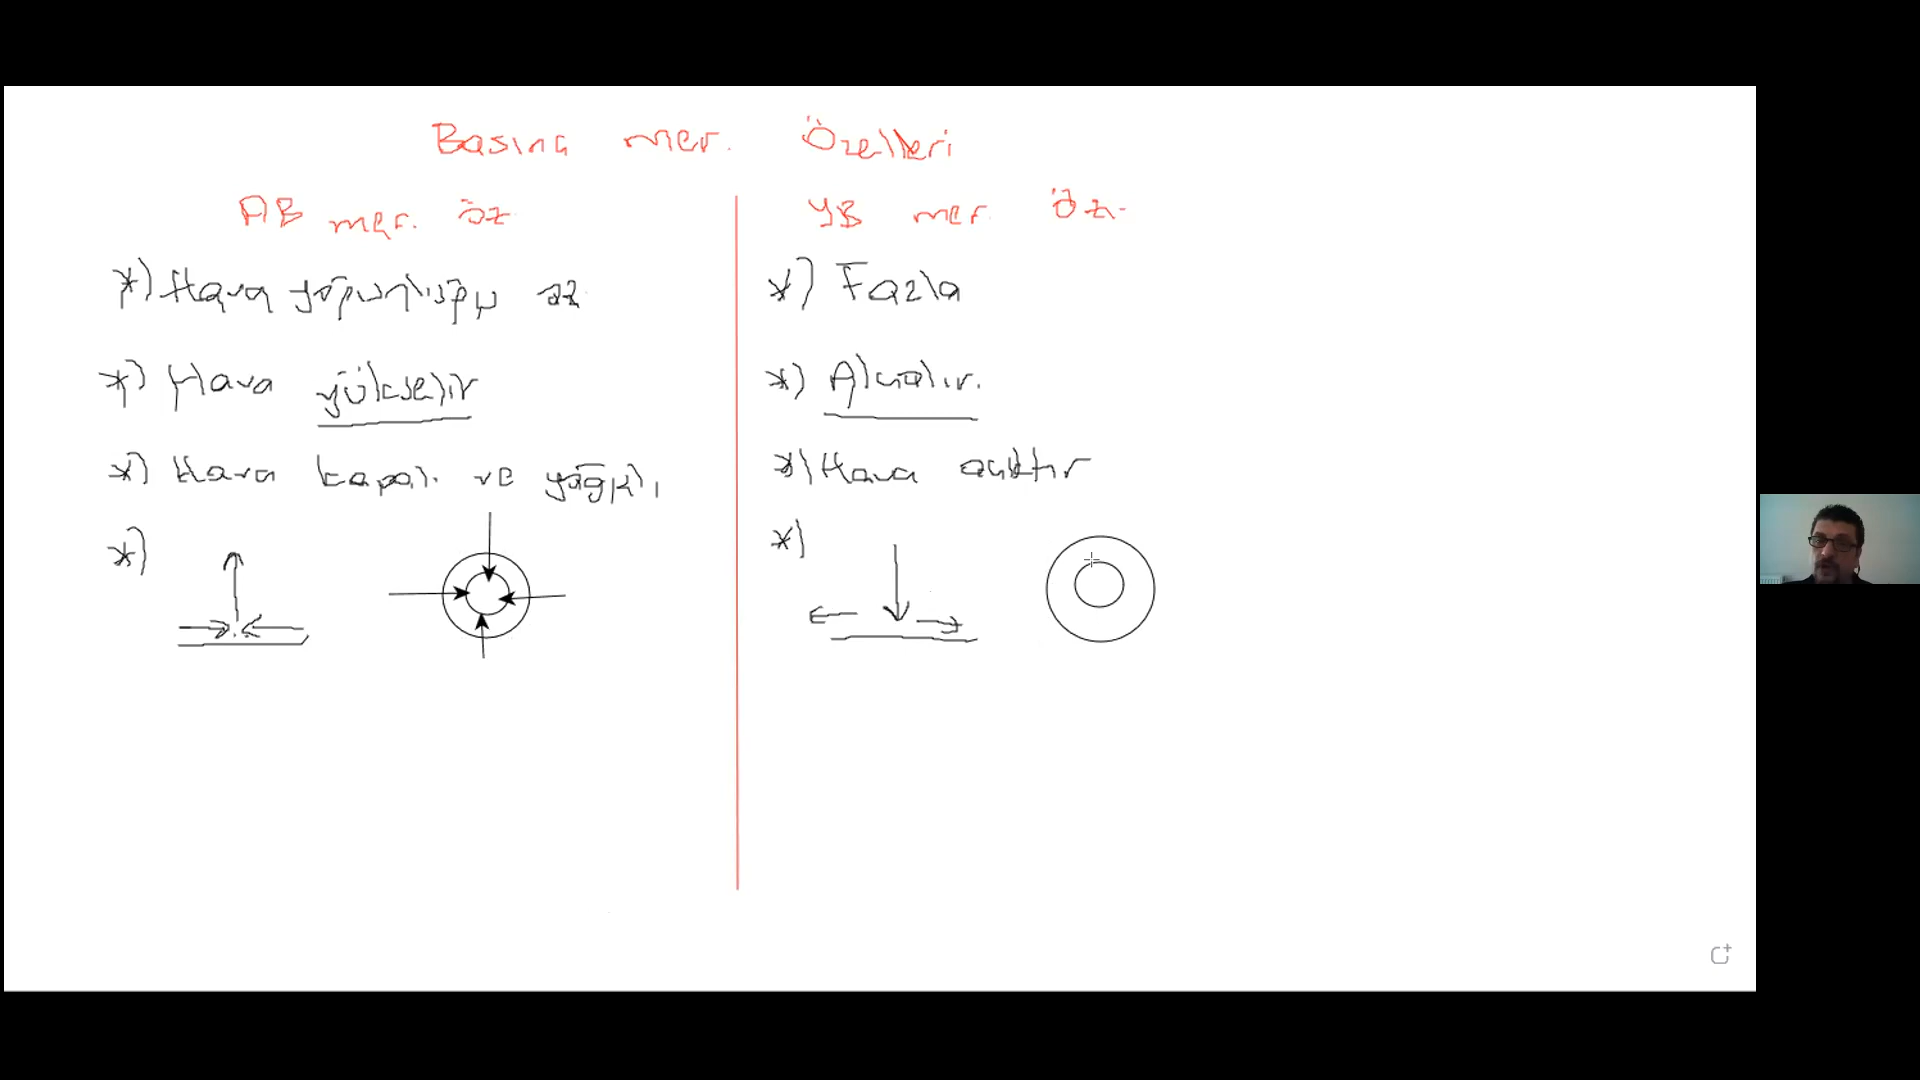 Basınç mer. Özelleri
AB mer. öz
*) Hava yoğunluğu az
*) Hava yükselir
*) Hava kapalı ve yağışlı
*)
YB mer. Öz.
*) Fazla
*) Alçalır.
*) Hava açıktır
*)